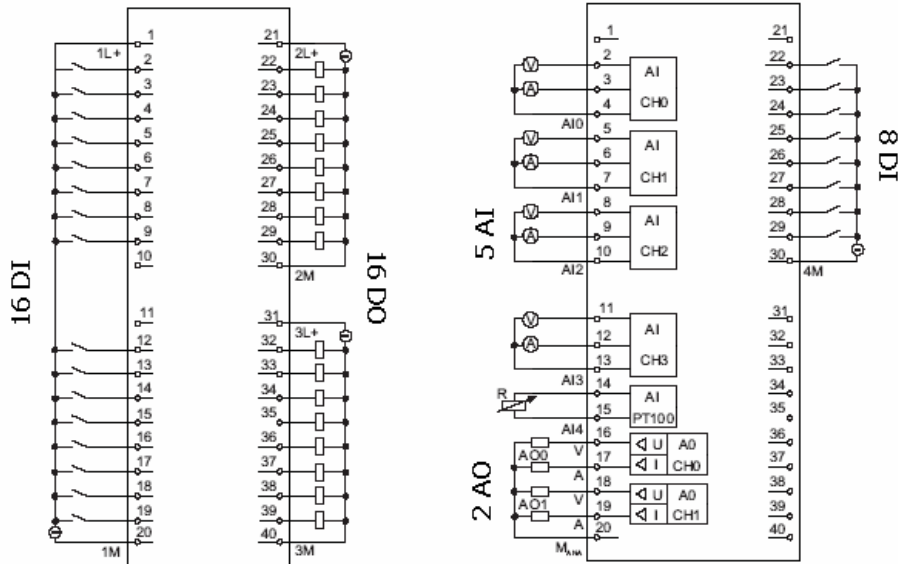 16 DI
1L+
1
2
3
4
5
6
7
8
9
10
11
12
13
14
15
16
17
18
19
20
1M
21
2L+
22
23
24
25
26
27
28
29
30
2M
31
3L+
32
33
34
35
36
37
38
39
40
3M
16 DO
5 AI
2 AO
1
V 2
A 3
4
AI
CH0
AI0
V 5
A 6
7
AI
CH1
AI1
V 8
A 9
10
AI
CH2
AI2
V 11
A 12
13
AI
CH3
AI3
R
14
15
AI
PT100
AI4
16
V
U
AO0
17
A
I
A0
CH0
18
V
U
AO1
19
A
I
A0
CH1
20
MANA
21
22
23
24
25
26
27
28
29
30
4M
31
32
33
34
35
36
37
38
39
40
8 DI